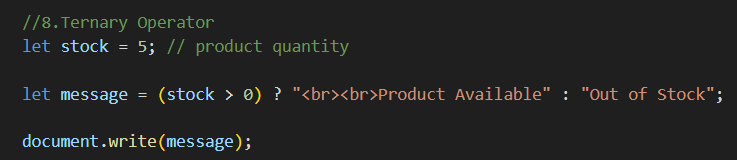 //8.Ternary Operator
let stock = 5; // product quantity
let message = (stock > 0) ? "<br><br>Product Available" : "Out of Stock";
document.write(message);